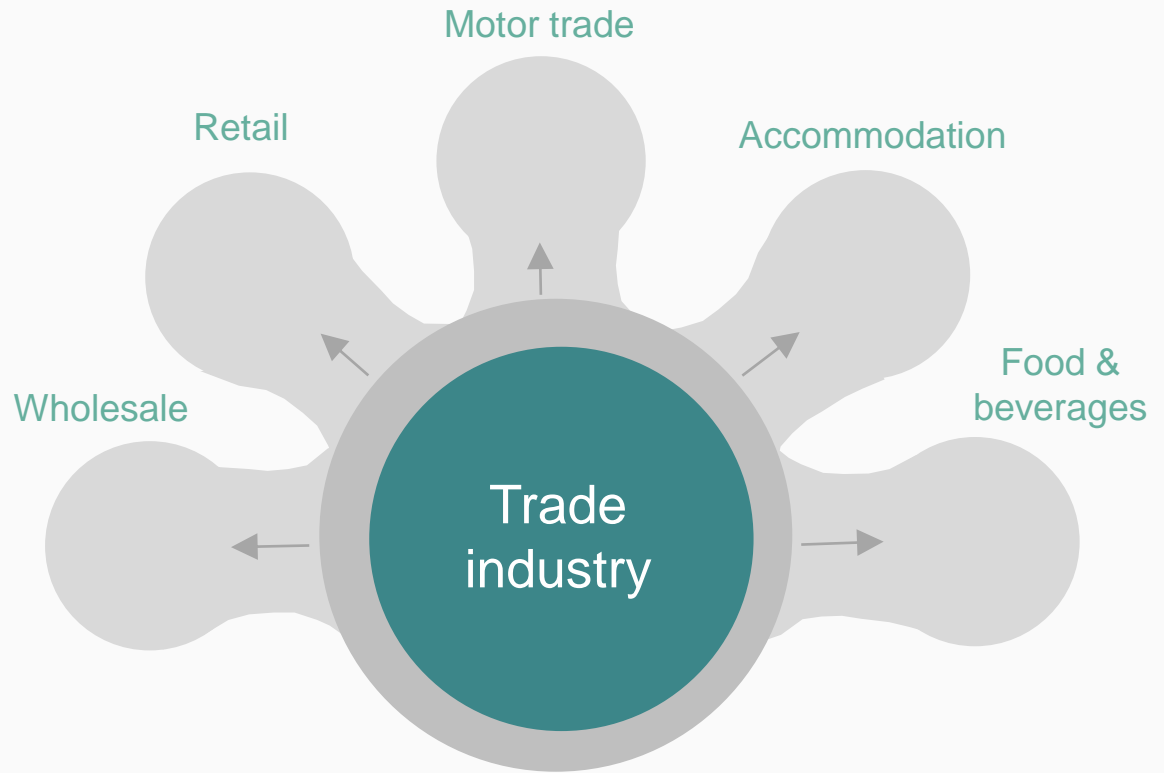 Motor trade
Retail
Accommodation
Food &
beverages
Wholesale
Trade
industry